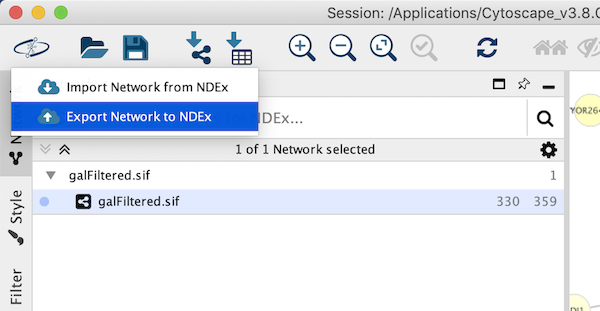 Session: /Applications/Cytoscape_v3.8.0
Import Network from NDEx
Export Network to NDEx
NDEx...
1 of 1 Network selected
galFiltered.sif 1
galFiltered.sif 330 359
Style
Filter
YOR264